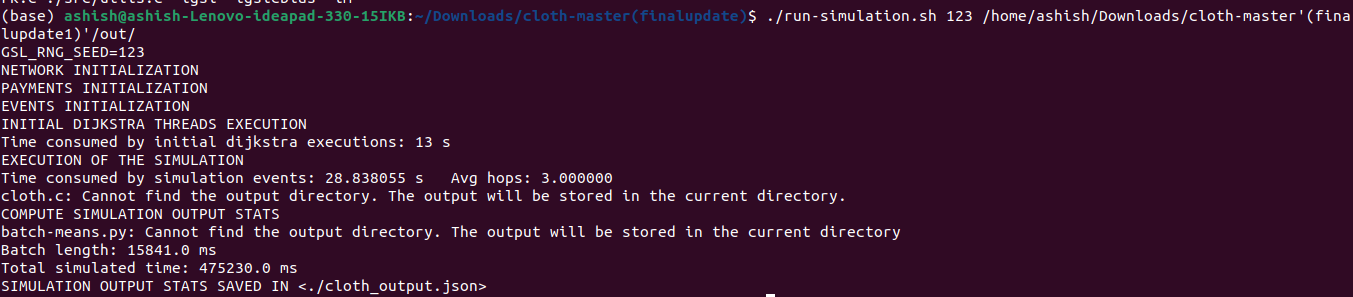 (base) ashish@ashish-Lenovo-ideapad-330-15IKB:~/Downloads/cloth-master(finalupdate)$ ./run-simulation.sh 123 /home/ashish/Downloads/cloth-master'(fina
lupdate1)'/out/
GSL_RNG_SEED=123
NETWORK INITIALIZATION
PAYMENTS INITIALIZATION
EVENTS INITIALIZATION
INITIAL DIJKSTRA THREADS EXECUTION
Time consumed by initial dijkstra executions: 13 s
EXECUTION OF THE SIMULATION
Time consumed by simulation events: 28.838055 s   Avg hops: 3.000000
cloth.c: Cannot find the output directory. The output will be stored in the current directory.
COMPUTE SIMULATION OUTPUT STATS
batch-means.py: Cannot find the output directory. The output will be stored in the current directory
Batch length: 15841.0 ms
Total simulated time: 475230.0 ms
SIMULATION OUTPUT STATS SAVED IN <./cloth_output.json>